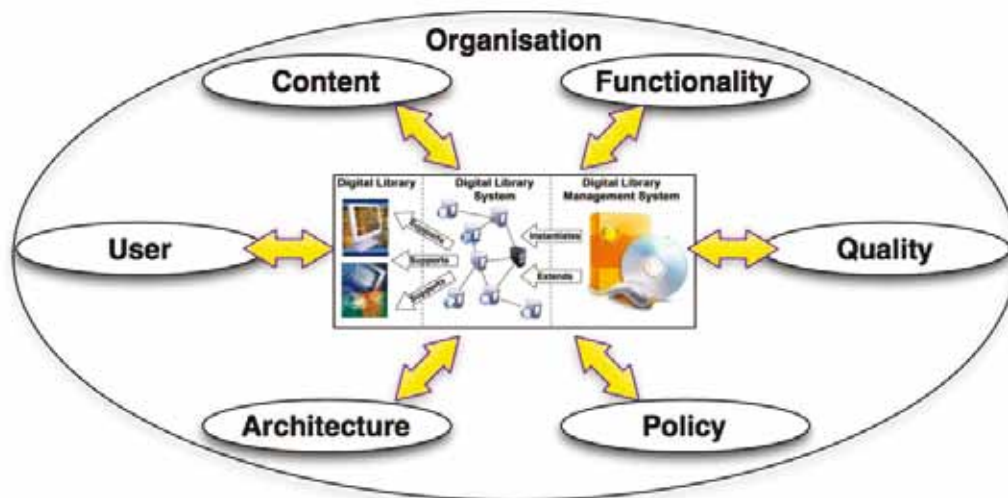 Organisation
Content
Functionality
Digital Library
Digital Library
System
Digital Library
Management System
Supports
Instantiates
User
Supports
Quality
Supports
Extends
Architecture
Policy